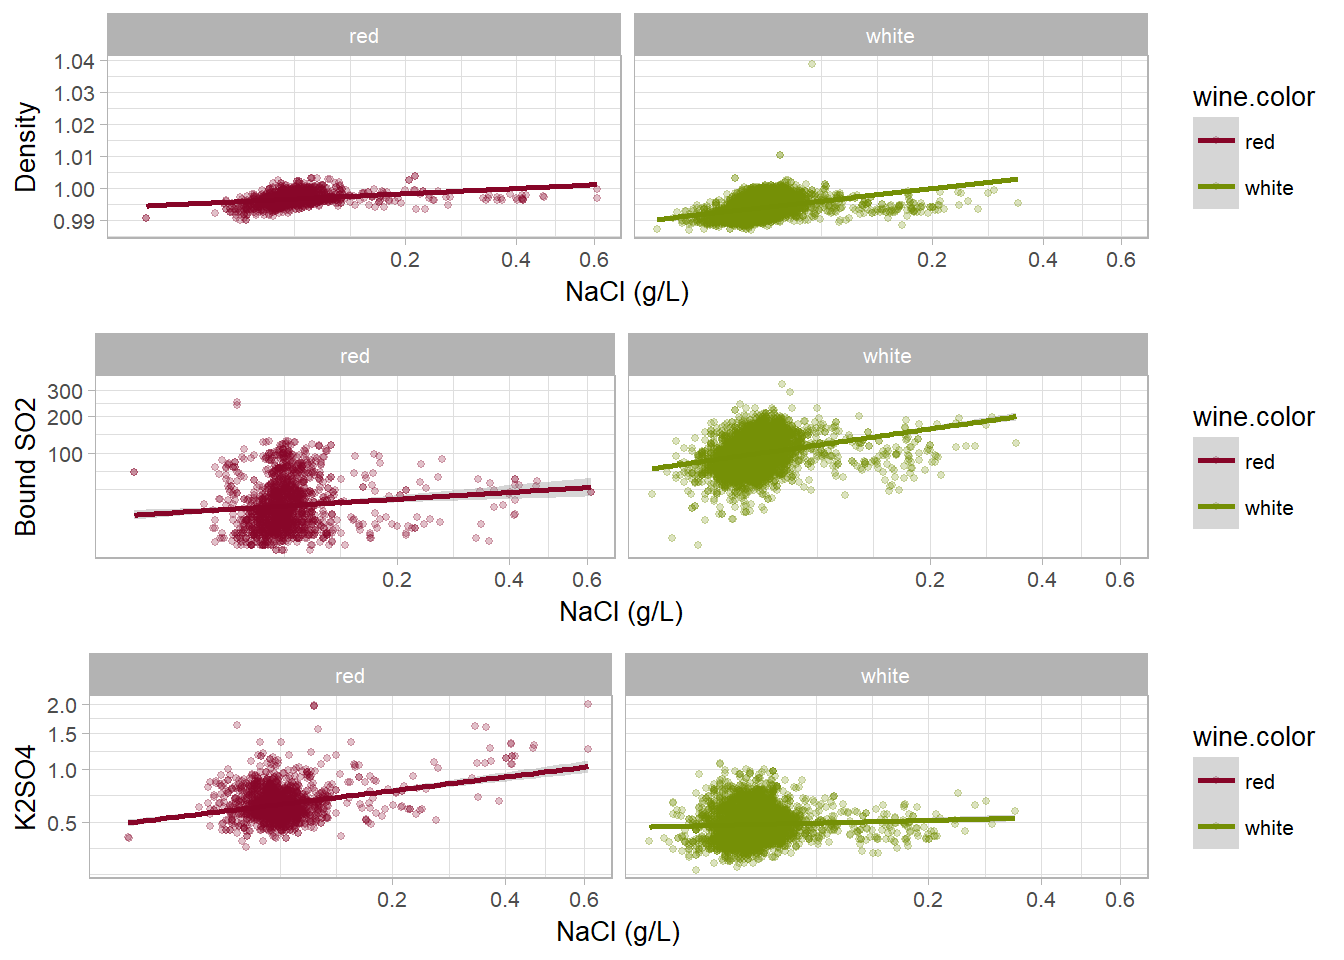 red white
1.04
1.03
1.02
1.01
1.00
0.99
Density
0.2 0.4 0.6 0.2 0.4 0.6
NaCl (g/L)
wine.color
red
white
red white
300
200
100
Bound SO2
0.2 0.4 0.6 0.2 0.4 0.6
NaCl (g/L)
wine.color
red
white
red white
2.0
1.5
1.0
0.5
K2SO4
0.2 0.4 0.6 0.2 0.4 0.6
NaCl (g/L)
wine.color
red
white